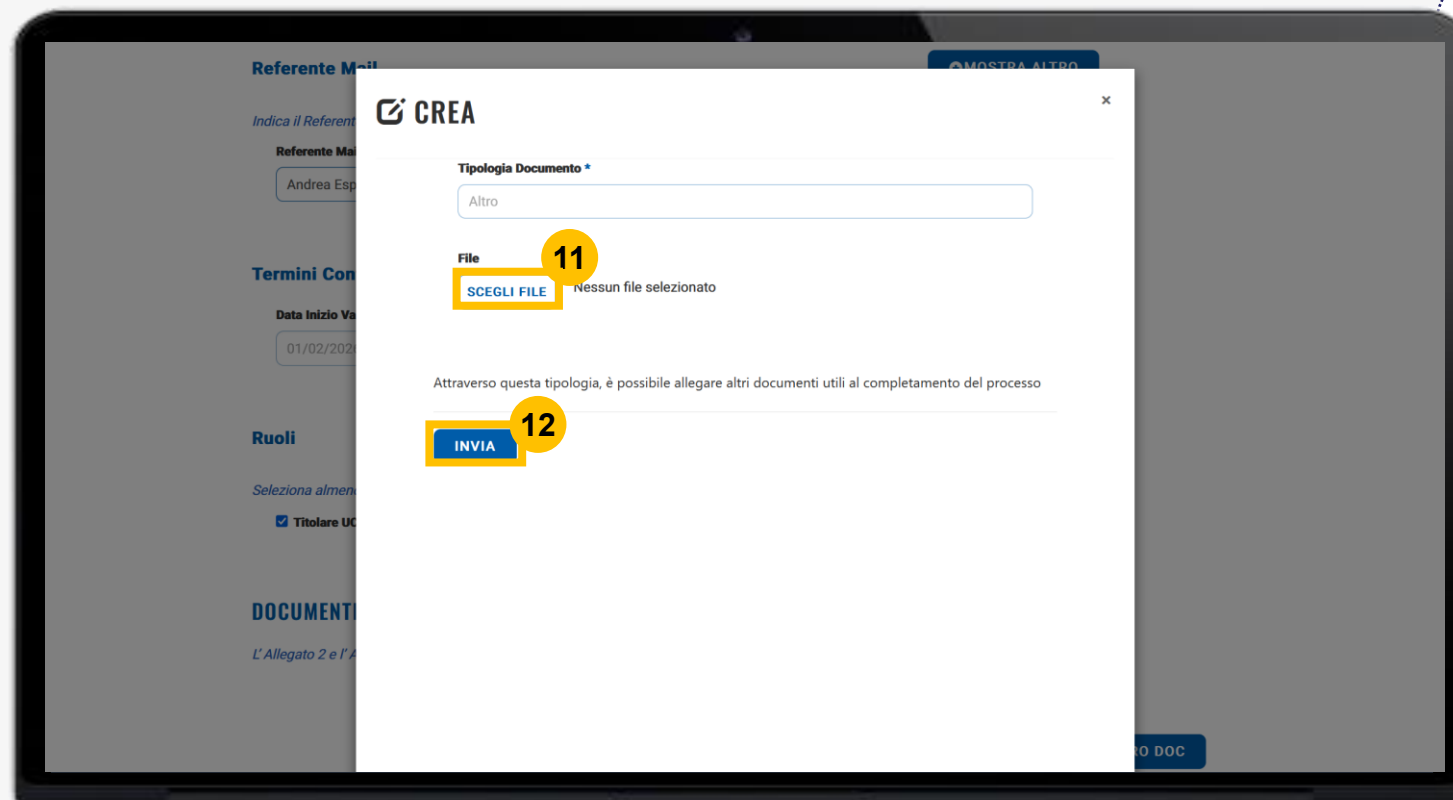 Referente Mail
MOSTRA ALTRO
CREA
×
Indica il Referent
Referente Mai
Andrea Esp
Tipologia Documento *
Altro
File
11
SCEGLI FILE
Nessun file selezionato
Termini Con
Data Inizio Va
01/02/202
Attraverso questa tipologia, è possibile allegare altri documenti utili al completamento del processo
12
INVIA
Ruoli
Seleziona almen
Titolare UC
DOCUMENTI
L' Allegato 2 e l' A
RO DOC